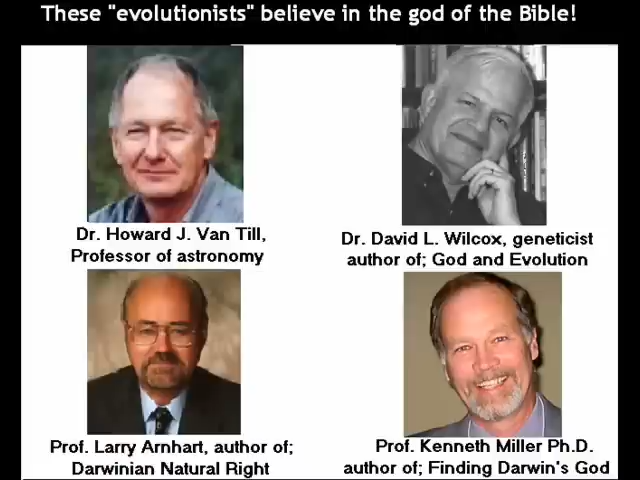 These "evolutionists" believe in the god of the Bible!
Dr. Howard J. Van Till,
Professor of astronomy
Dr. David L. Wilcox, geneticist
author of; God and Evolution
Prof. Larry Arnhart, author of;
Darwinian Natural Right
Prof. Kenneth Miller Ph.D.
author of; Finding Darwin's God